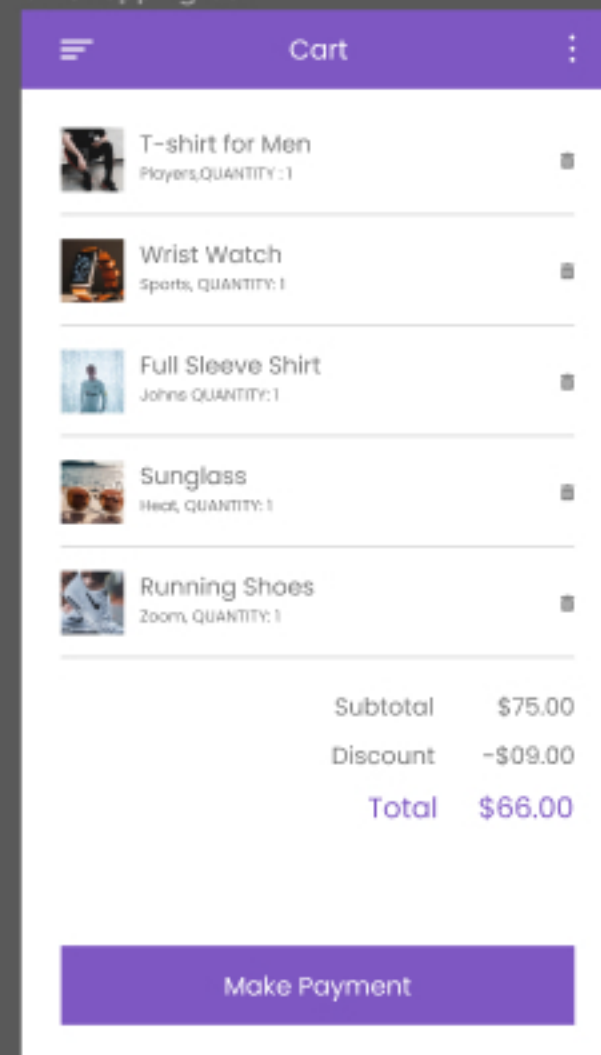 Cart
T-shirt for Men
Players,QUANTITY : 1
Wrist Watch
Sports, QUANTITY: 1
Full Sleeve Shirt
Johns QUANTITY: 1
Sunglass
Heat, QUANTITY: 1
Running Shoes
Zoom, QUANTITY: 1
Subtotal $75.00
Discount -$09.00
Total $66.00
Make Payment